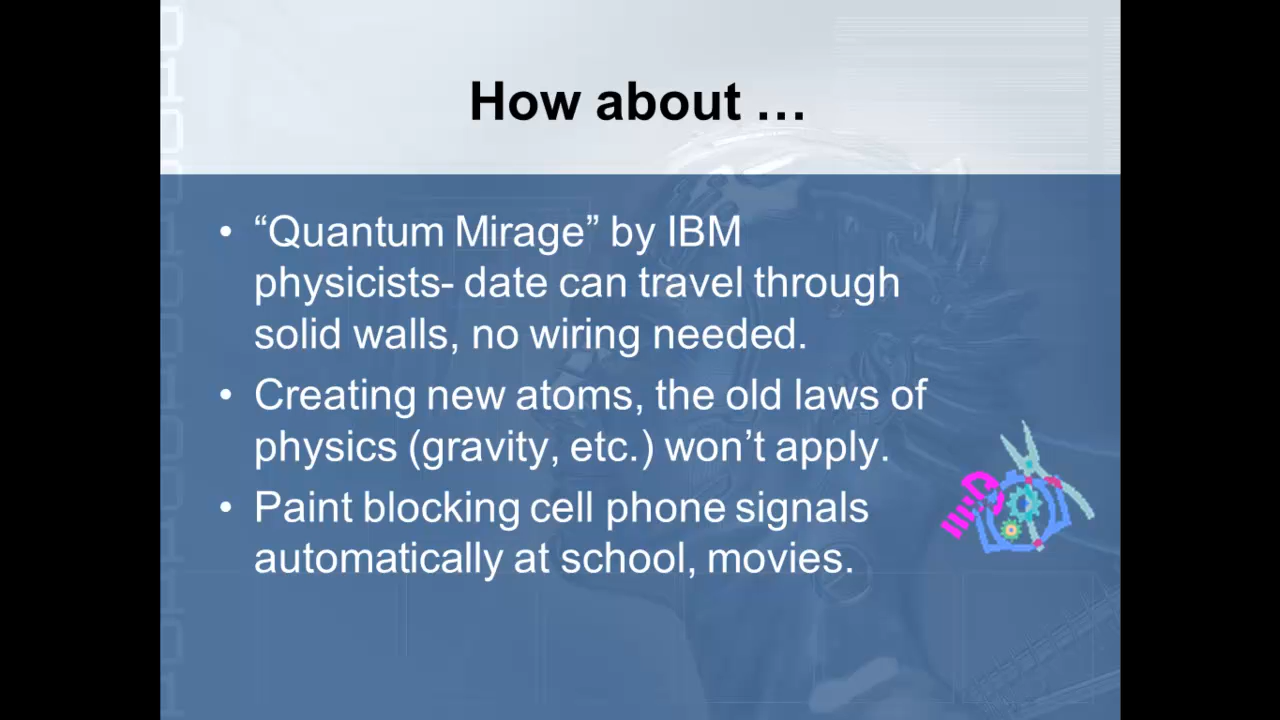 How about …
• “Quantum Mirage” by IBM
physicists- date can travel through
solid walls, no wiring needed.
• Creating new atoms, the old laws of
physics (gravity, etc.) won’t apply.
• Paint blocking cell phone signals
automatically at school, movies.